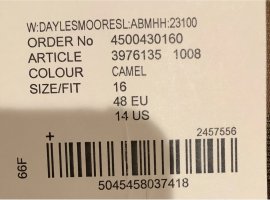 W:DAYLESMOORESL:ABMHH:23100
ORDER No 4500430160
ARTICLE 3976135 1008
COLOUR CAMEL
SIZE/FIT 16
48 EU
14 US
+ 2457556
66F
5045458037418